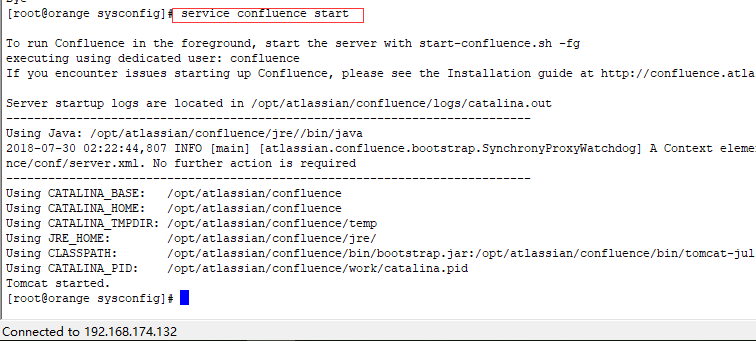 [root@orange sysconfig]# service confluence start
To run Confluence in the foreground, start the server with start-confluence.sh -fg
executing using dedicated user: confluence
If you encounter issues starting up Confluence, please see the Installation guide at http://confluence.atla
Server startup logs are located in /opt/atlassian/confluence/logs/catalina.out
---------------------------------------------------------------------------
Using Java: /opt/atlassian/confluence/jre//bin/java
2018-07-30 02:22:44,807 INFO [main] [atlassian.confluence.bootstrap.SynchronyProxyWatchdog] A Context eleme
nce/conf/server.xml. No further action is required
---------------------------------------------------------------------------
Using CATALINA_BASE:   /opt/atlassian/confluence
Using CATALINA_HOME:   /opt/atlassian/confluence
Using CATALINA_TMPDIR: /opt/atlassian/confluence/temp
Using JRE_HOME:        /opt/atlassian/confluence/jre/
Using CLASSPATH:       /opt/atlassian/confluence/bin/bootstrap.jar:/opt/atlassian/confluence/bin/tomcat-jul
Using CATALINA_PID:    /opt/atlassian/confluence/work/catalina.pid
Tomcat started.
[root@orange sysconfig]#
Connected to 192.168.174.132